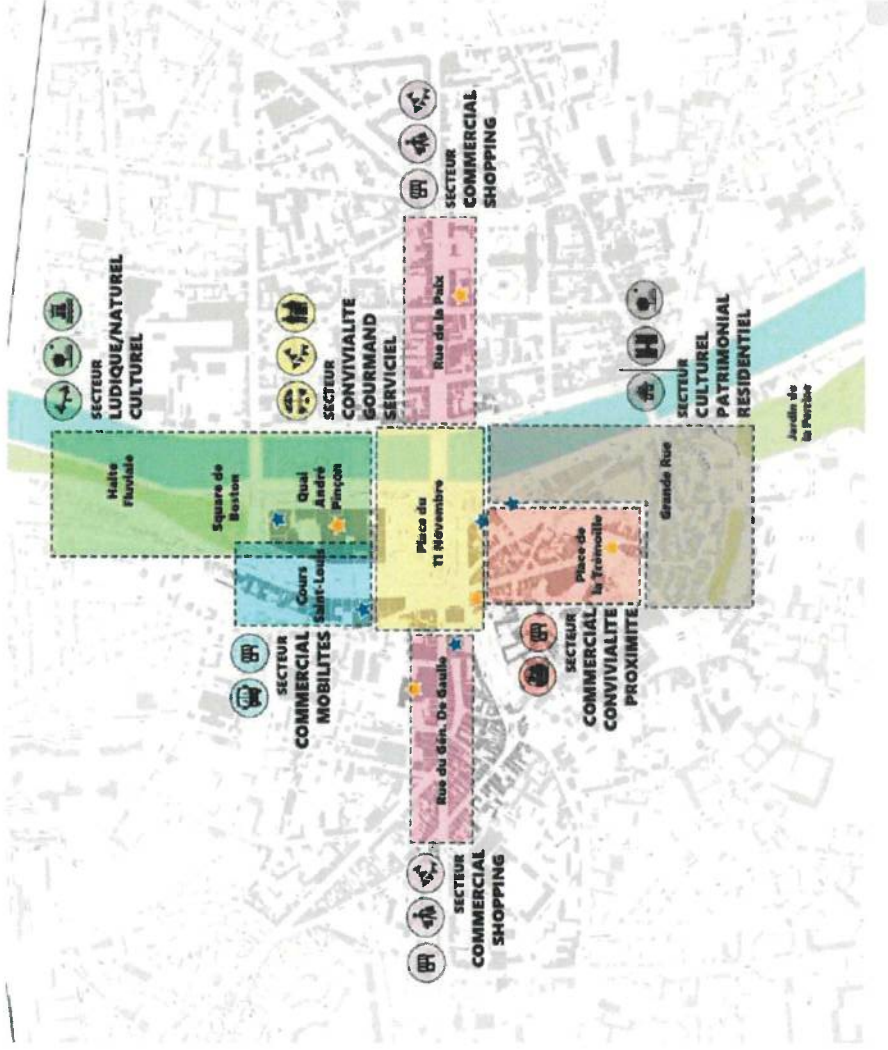 Halte
Fluviale
SECTEUR
LUDIQUE/NATUREL
CULTUREL
Square de
Boston
SECTEUR
COMMERCIAL
MOBILITES
Cours
Saint-Louis
Quai
André
Pinçon
SECTEUR
CONVIVIALITE
GOURMAND
SERVICIEL
SECTEUR
COMMERCIAL
SHOPPING
Rue du Gén. De Gaulle
Place du
11 Novembre
Rue de la Paix
SECTEUR
COMMERCIAL
SHOPPING
SECTEUR
COMMERCIAL
CONVIVIALITE
PROXIMITE
Place de
la Trémoille
Grande Rue
SECTEUR
CULTUREL
PATRIMONIAL
RESIDENTIEL
Jardin de
la Perrine